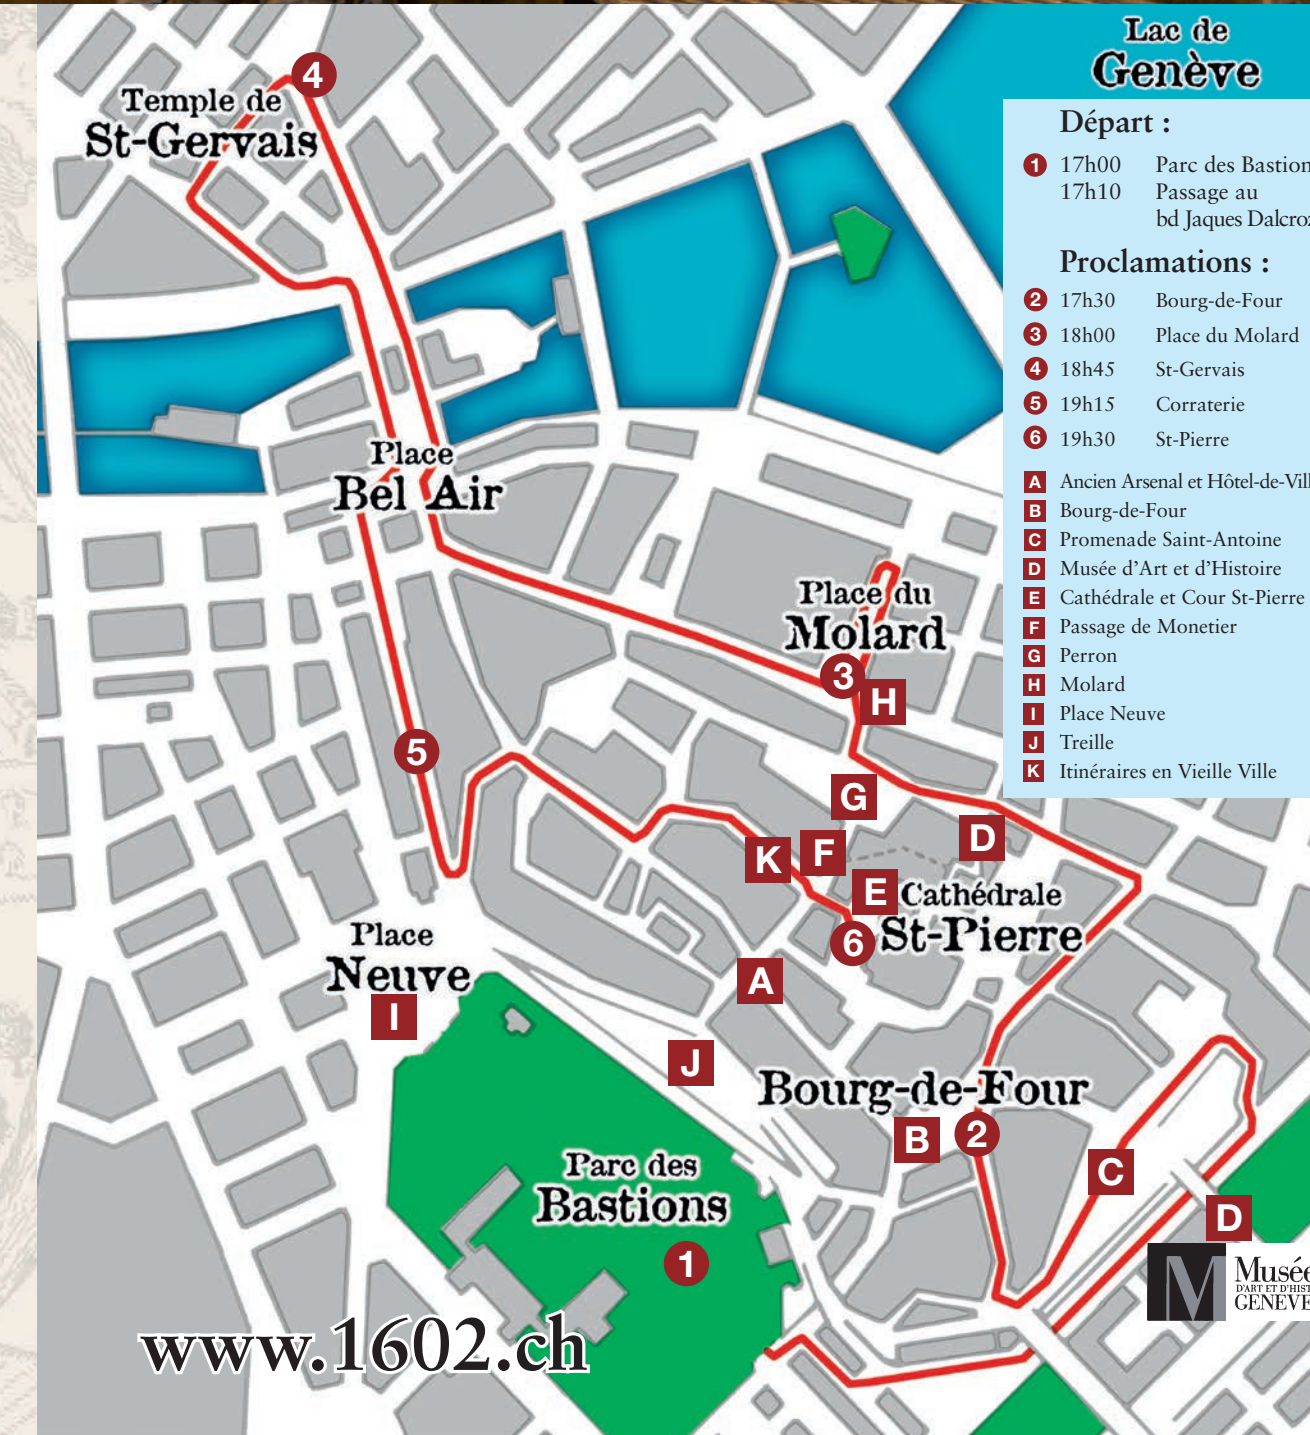 Lac de
Genève
Départ :
1 17h00 Parc des Bastion
17h10 Passage au
bd Jaques Dalcroz
Proclamations :
2 17h30 Bourg-de-Four
3 18h00 Place du Molard
4 18h45 St-Gervais
5 19h15 Corraterie
6 19h30 St-Pierre
A Ancien Arsenal et Hôtel-de-Vill
B Bourg-de-Four
C Promenade Saint-Antoine
D Musée d’Art et d’Histoire
E Cathédrale et Cour St-Pierre
F Passage de Monetier
G Perron
H Molard
I Place Neuve
J Treille
K Itinéraires en Vieille Ville
4
Temple de
St-Gervais
Place
Bel Air
Place du
Molard
3
H
5
G
D
K
F
E
Cathédrale
6
St-Pierre
Place
Neuve
I
A
J
Bourg-de-Four
B
2
C
Parc des
Bastions
1
D
M
Musée
D'ART ET D'HIST
GENEVE
www.1602.ch